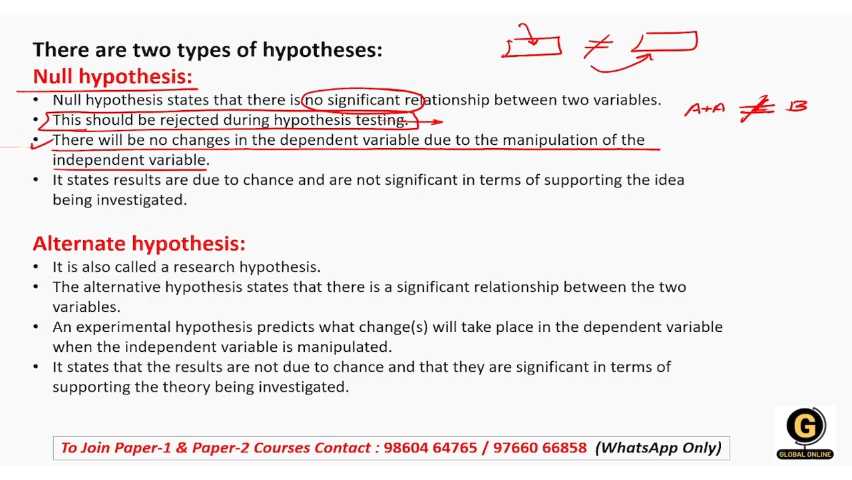 There are two types of hypotheses:
≠
Null hypothesis:
• Null hypothesis states that there is no significant relationship between two variables.
A+A ≠ B
• This should be rejected during hypothesis testing.
• There will be no changes in the dependent variable due to the manipulation of the
independent variable.
• It states results are due to chance and are not significant in terms of supporting the idea
being investigated.
Alternate hypothesis:
• It is also called a research hypothesis.
• The alternative hypothesis states that there is a significant relationship between the two
variables.
• An experimental hypothesis predicts what change(s) will take place in the dependent variable
when the independent variable is manipulated.
• It states that the results are not due to chance and that they are significant in terms of
supporting the theory being investigated.
G
GLOBAL ONLINE
To Join Paper-1 & Paper-2 Courses Contact : 98604 64765 / 97660 66858 (WhatsApp Only)